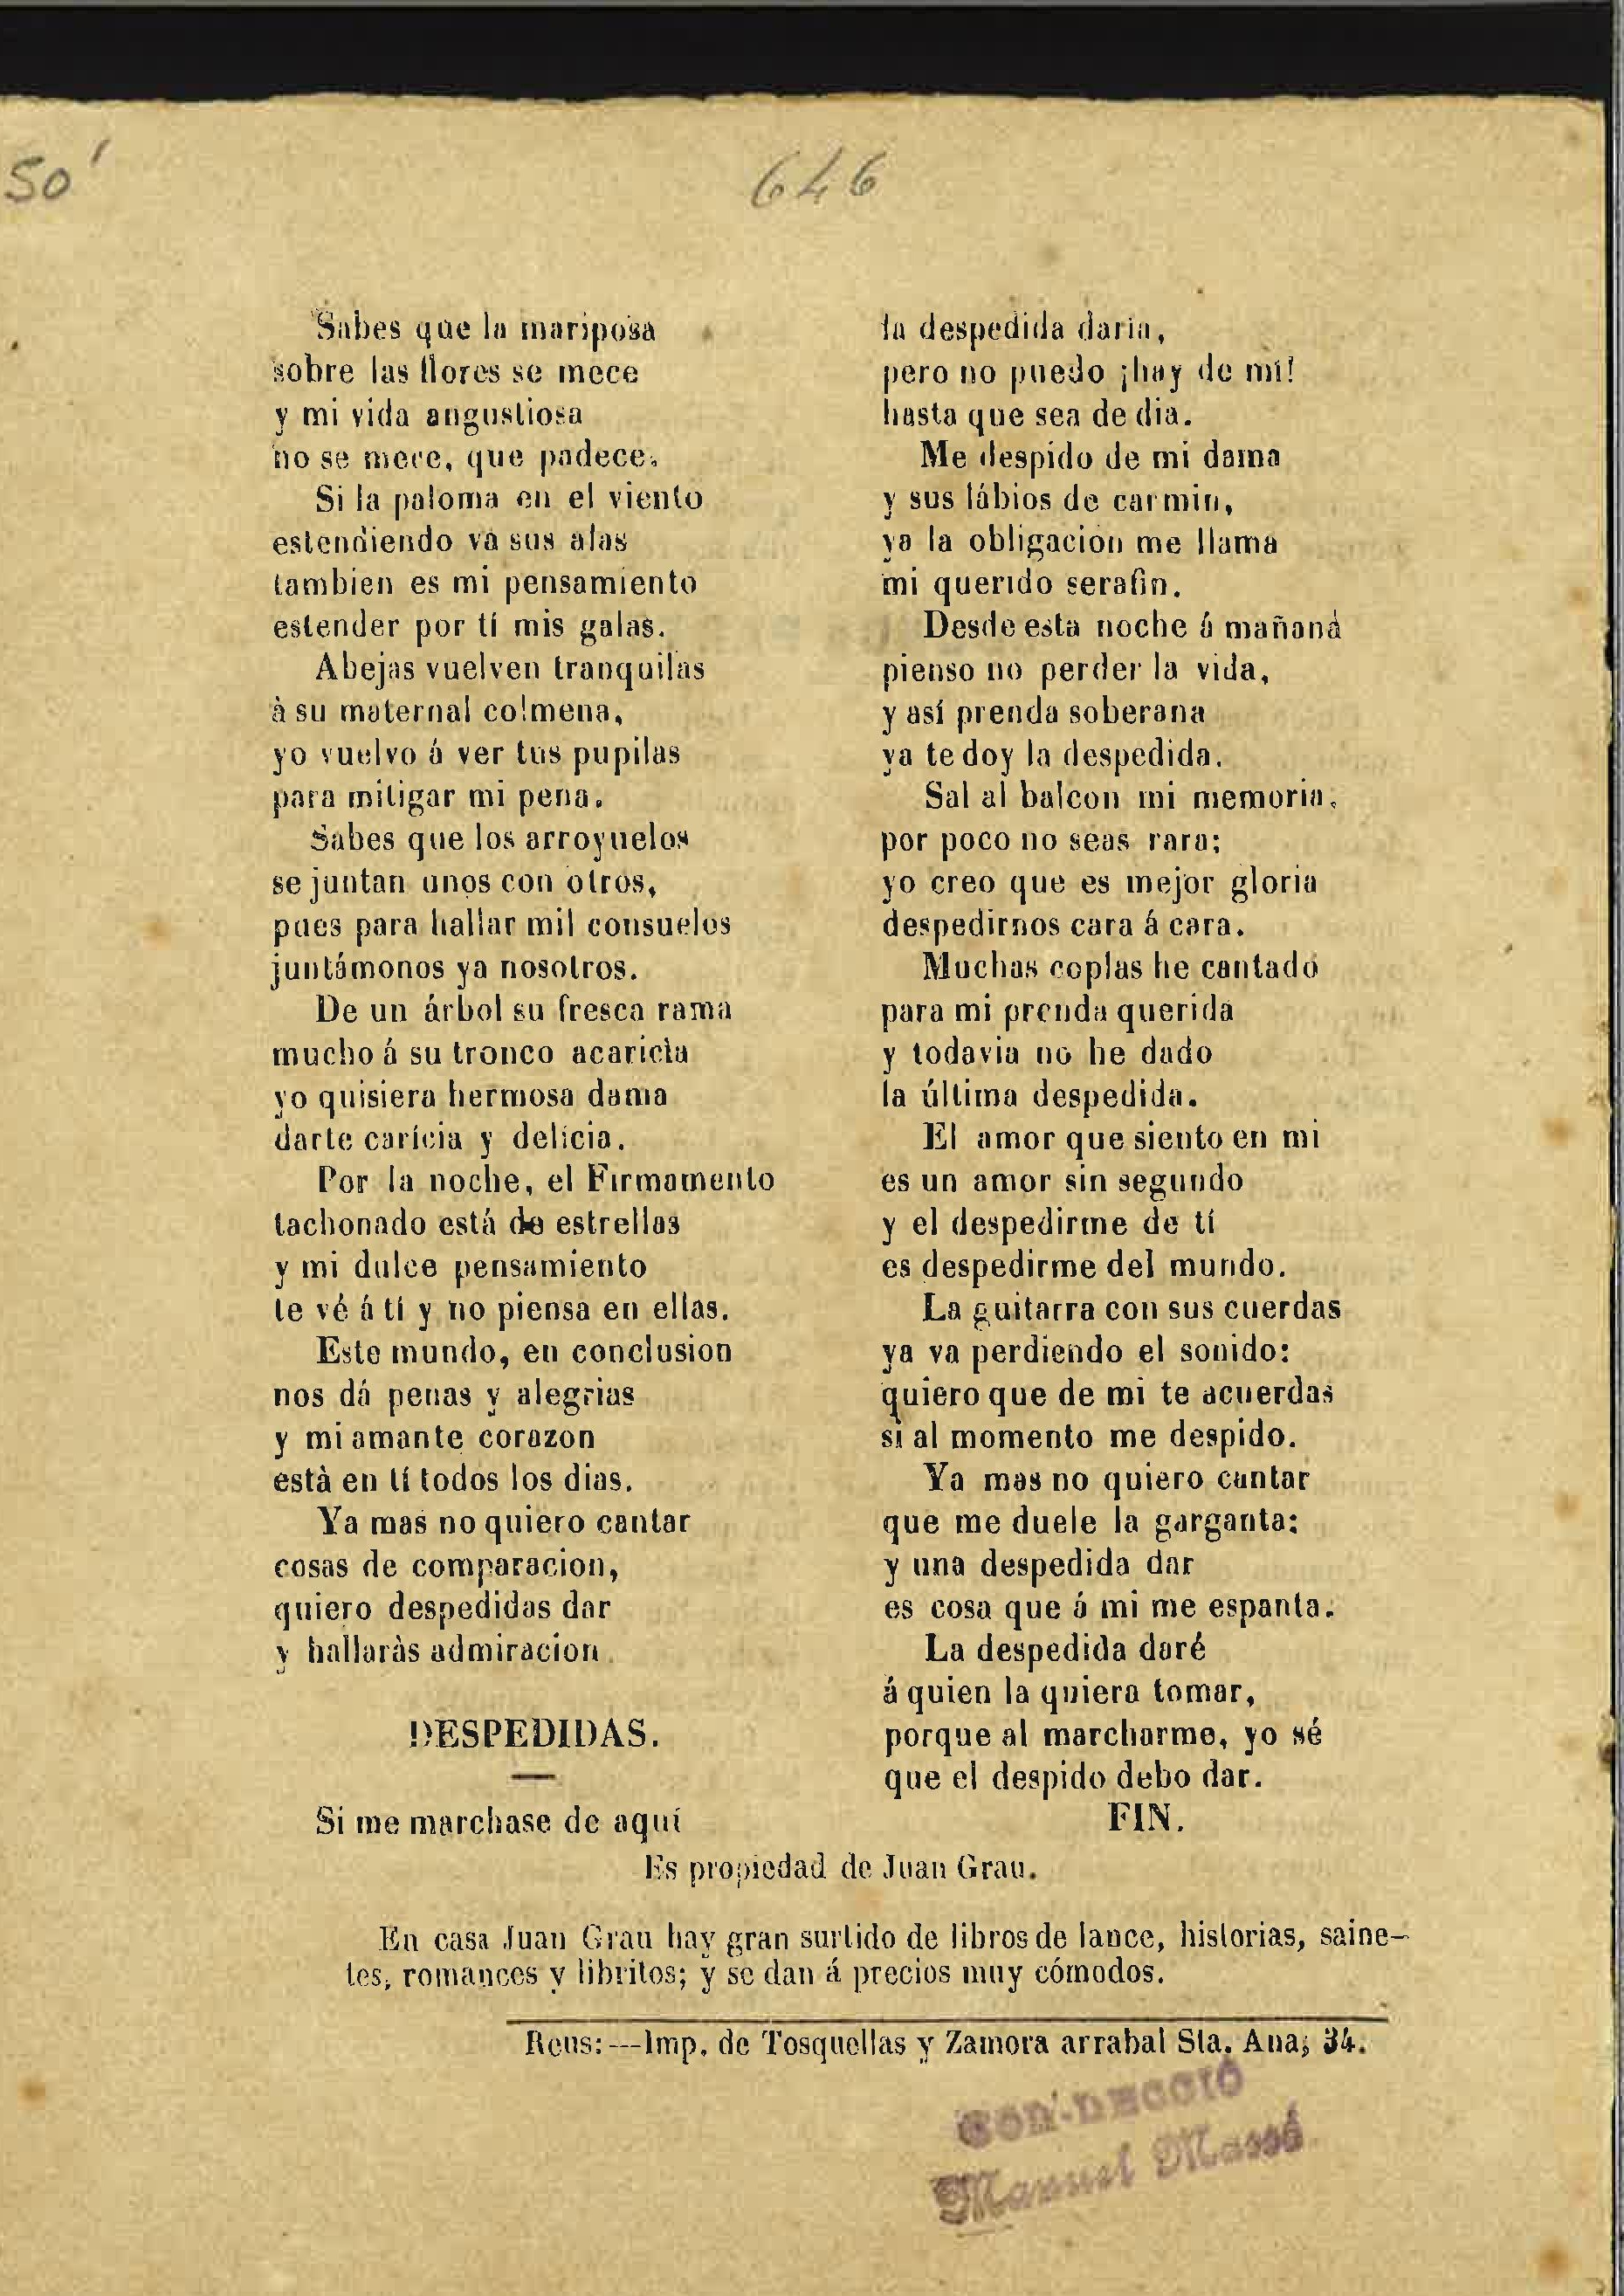 50'
646
Sabes que la mariposa
sobre las flores se mece
y mi vida angustiosa
no se mece, que padece.
Si la paloma en el viento
estendiendo va sus alas
tambien es mi pensamiento
estender por tí mis galas.
Abejas vuelven tranquilas
à su maternal colmena,
yo vuelvo á ver tus pupilas
para mitigar mi pena.
Sabes que los arroyuelos
se juntan unos con otros,
pues para hallar mil consuelos
juntámonos ya nosotros.
De un árbol su fresca rama
mucho á su tronco acaricia
yo quisiera hermosa dama
darte caricia y delicia.
Por la noche, el Firmamento
tachonado está de estrellas
y mi dulce pensamiento
te vé á tí y no piensa en ellas.
Este mundo, en conclusion
nos dá penas y alegrias
y mi amante corazon
està en tí todos los dias.
Ya mas no quiero cantar
cosas de comparacion,
quiero despedidas dar
y hallaràs admiracion.
DESPEDIDAS.
Si me marchase de aquí
la despedida daria,
pero no puedo ¡hay de mí!
hasta que sea de dia.
Me despido de mi dama
y sus lábios de carmin,
ya la obligacion me llama
mi querido serafin.
Desde esta noche á mañana
pienso no perder la vida,
y así prenda soberana
ya te doy la despedida.
Sal al balcon mi memoria,
por poco no seas rara;
yo creo que es mejor gloria
despedirnos cara á cara.
Muchas coplas he cantado
para mi prenda querida
y todavia no he dado
la última despedida.
El amor que siento en mi
es un amor sin segundo
y el despedirme de tí
es despedirme del mundo.
La guitarra con sus cuerdas
ya va perdiendo el sonido:
quiero que de mi te acuerdas
si al momento me despido.
Ya mas no quiero cantar
que me duele la garganta:
y una despedida dar
es cosa que á mi me espanta.
La despedida daré
á quien la quiera tomar,
porque al marcharme, yo sé
que el despido debo dar.
FIN.
Es propiedad de Juan Grau.
En casa Juan Grau hay gran surtido de libros de lance, historias, saine-
tes, romances y libritos; y se dan á precios muy cómodos.
Reus:---Imp. de Tosquellas y Zamora arrabal Sta. Ana, 34.
Manuel Massó